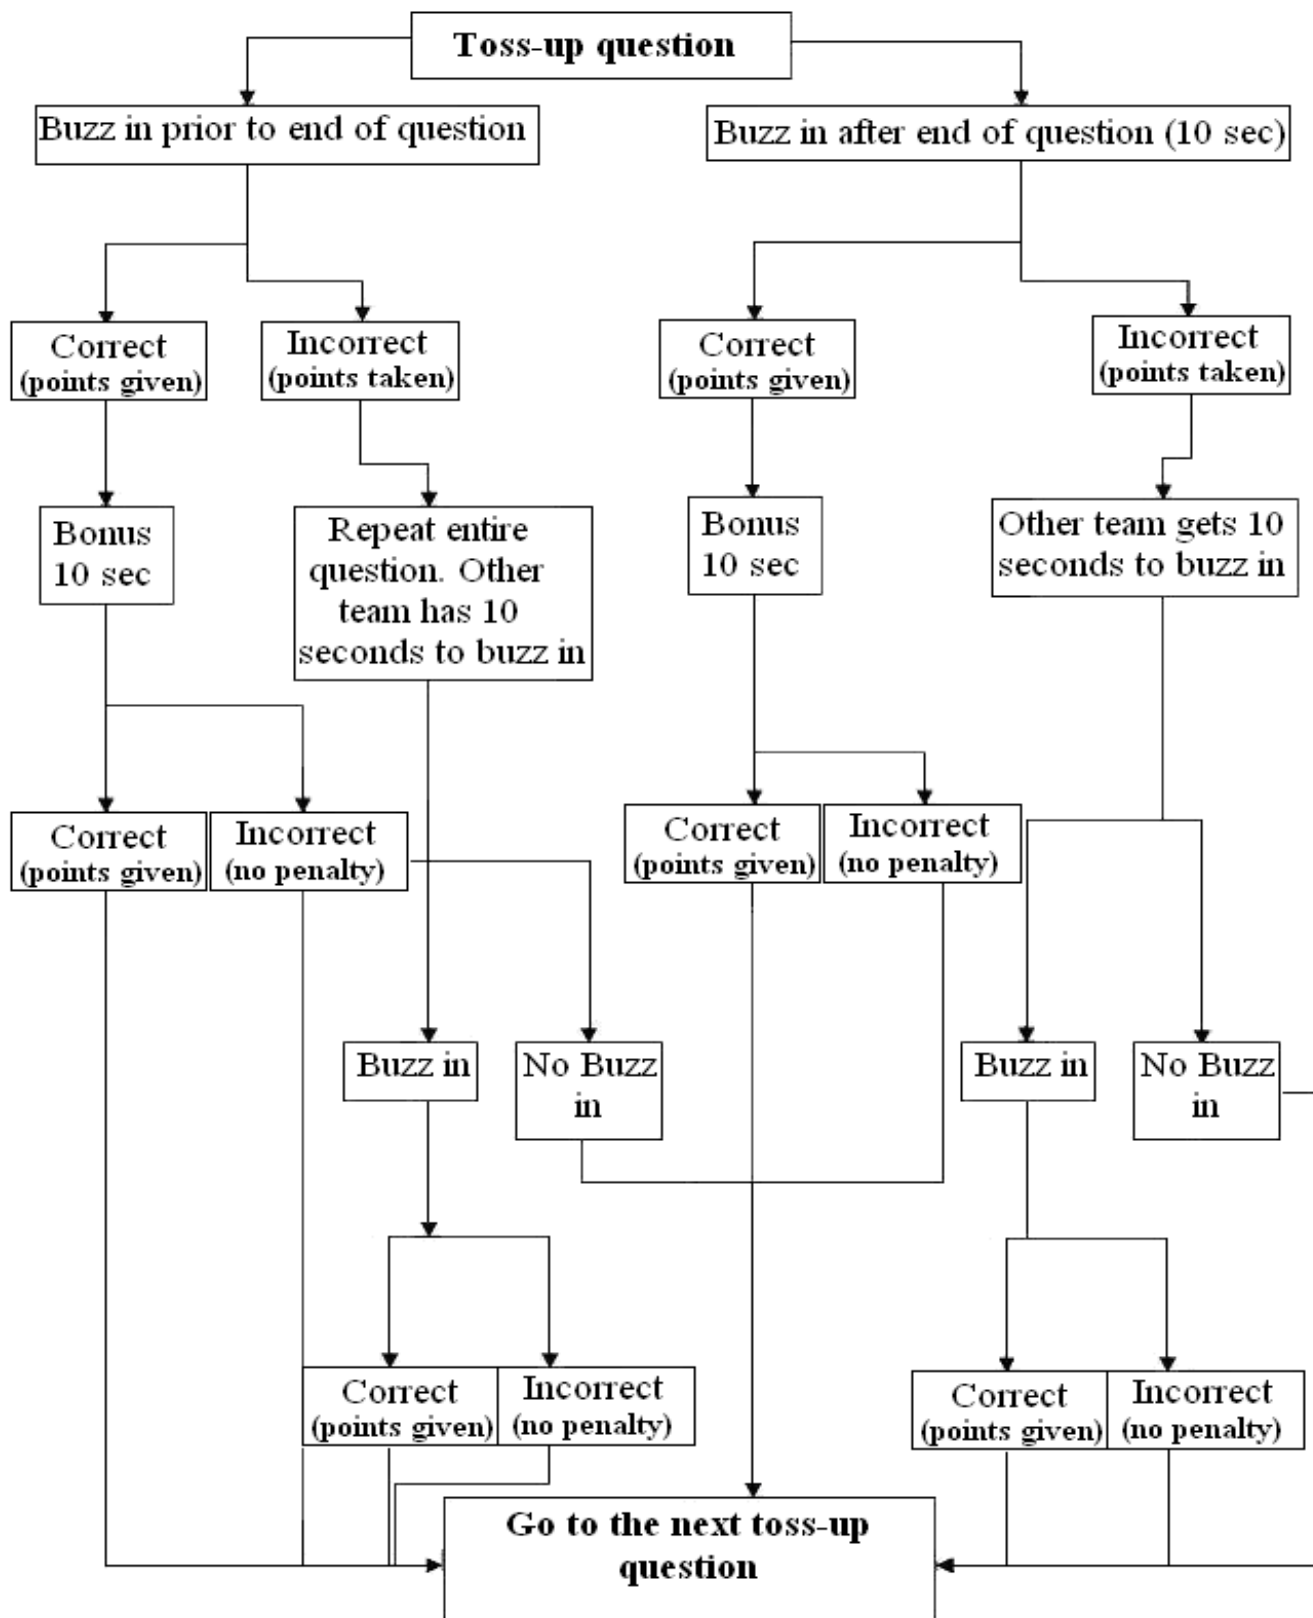 Toss-up question
Buzz in prior to end of question
Buzz in after end of question (10 sec)
Correct
(points given)
Incorrect
(points taken)
Correct
(points given)
Incorrect
(points taken)
Bonus
10 sec
Repeat entire
question. Other
team has 10
seconds to buzz in
Bonus
10 sec
Other team gets 10
seconds to buzz in
Correct
(points given)
Incorrect
(no penalty)
Correct
(points given)
Incorrect
(no penalty)
Buzz in
No Buzz
in
Buzz in
No Buzz
in
Correct
(points given)
Incorrect
(no penalty)
Correct
(points given)
Incorrect
(no penalty)
Go to the next toss-up
question